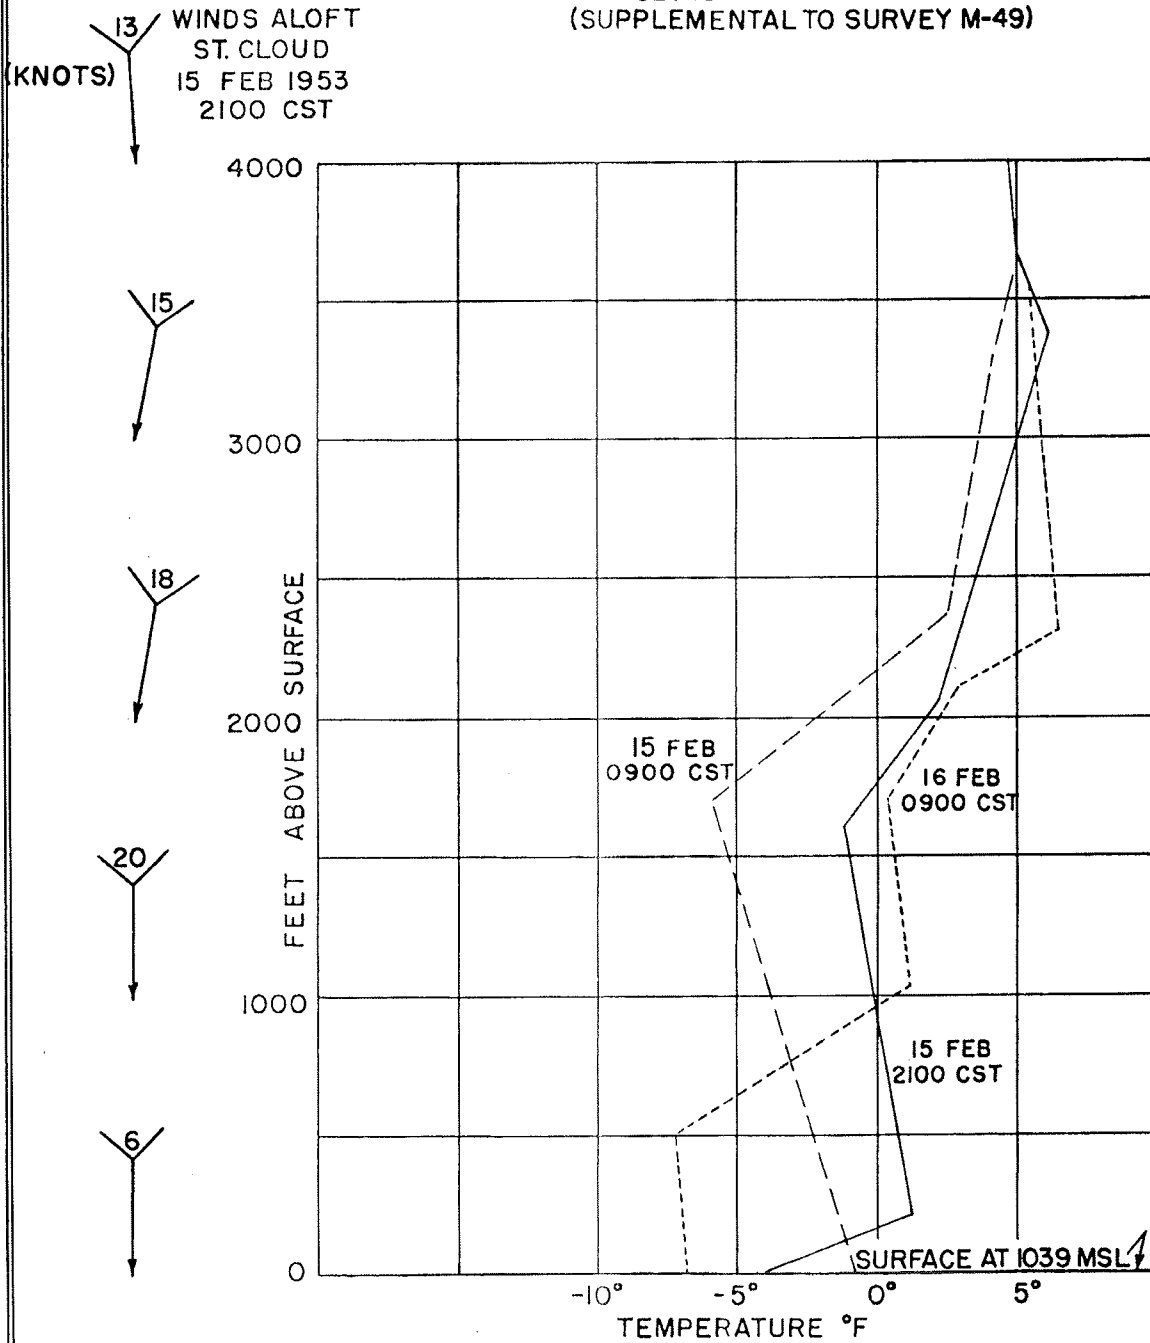 (SUPPLEMENTAL TO SURVEY M-49)
13
(KNOTS)
WINDS ALOFT
ST. CLOUD
15 FEB 1953
2100 CST
4000
15
3000
18
2000
20
1000
6
0
FEET ABOVE SURFACE
15 FEB
0900 CST
16 FEB
0900 CST
15 FEB
2100 CST
SURFACE AT 1039 MSL
-10° -5° 0° 5°
TEMPERATURE °F